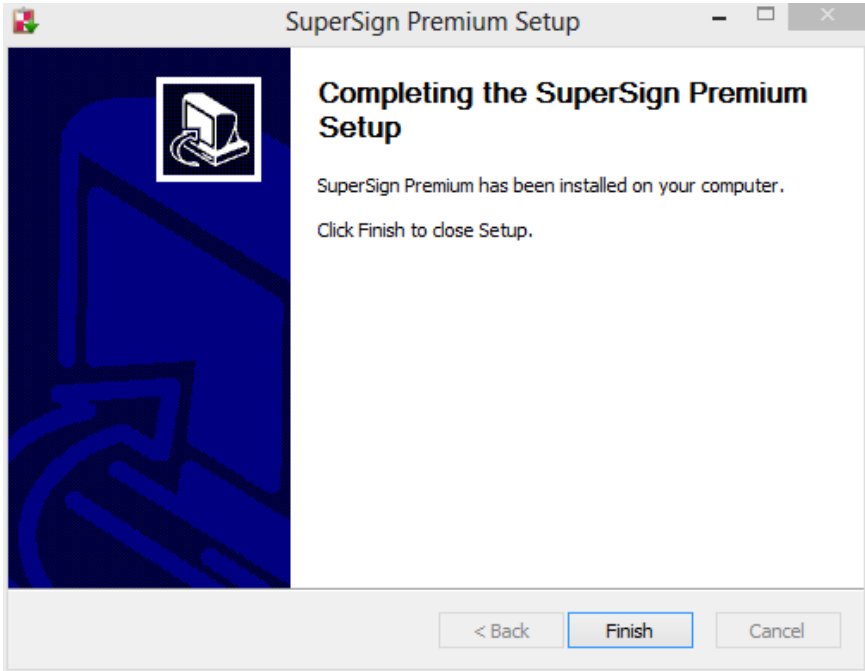 SuperSign Premium Setup
Completing the SuperSign Premium
Setup
SuperSign Premium has been installed on your computer.
Click Finish to close Setup.
< Back Finish Cancel